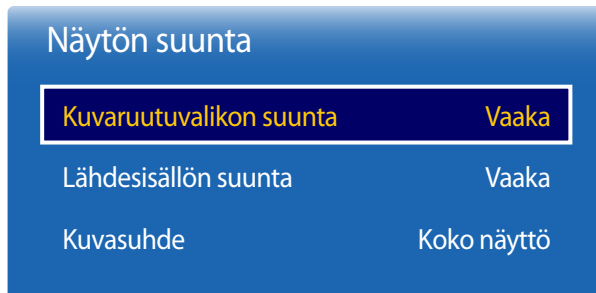 Näytön suunta
Kuvaruutuvalikon suunta Vaaka
Lähdesisällön suunta Vaaka
Kuvasuhde Koko näyttö